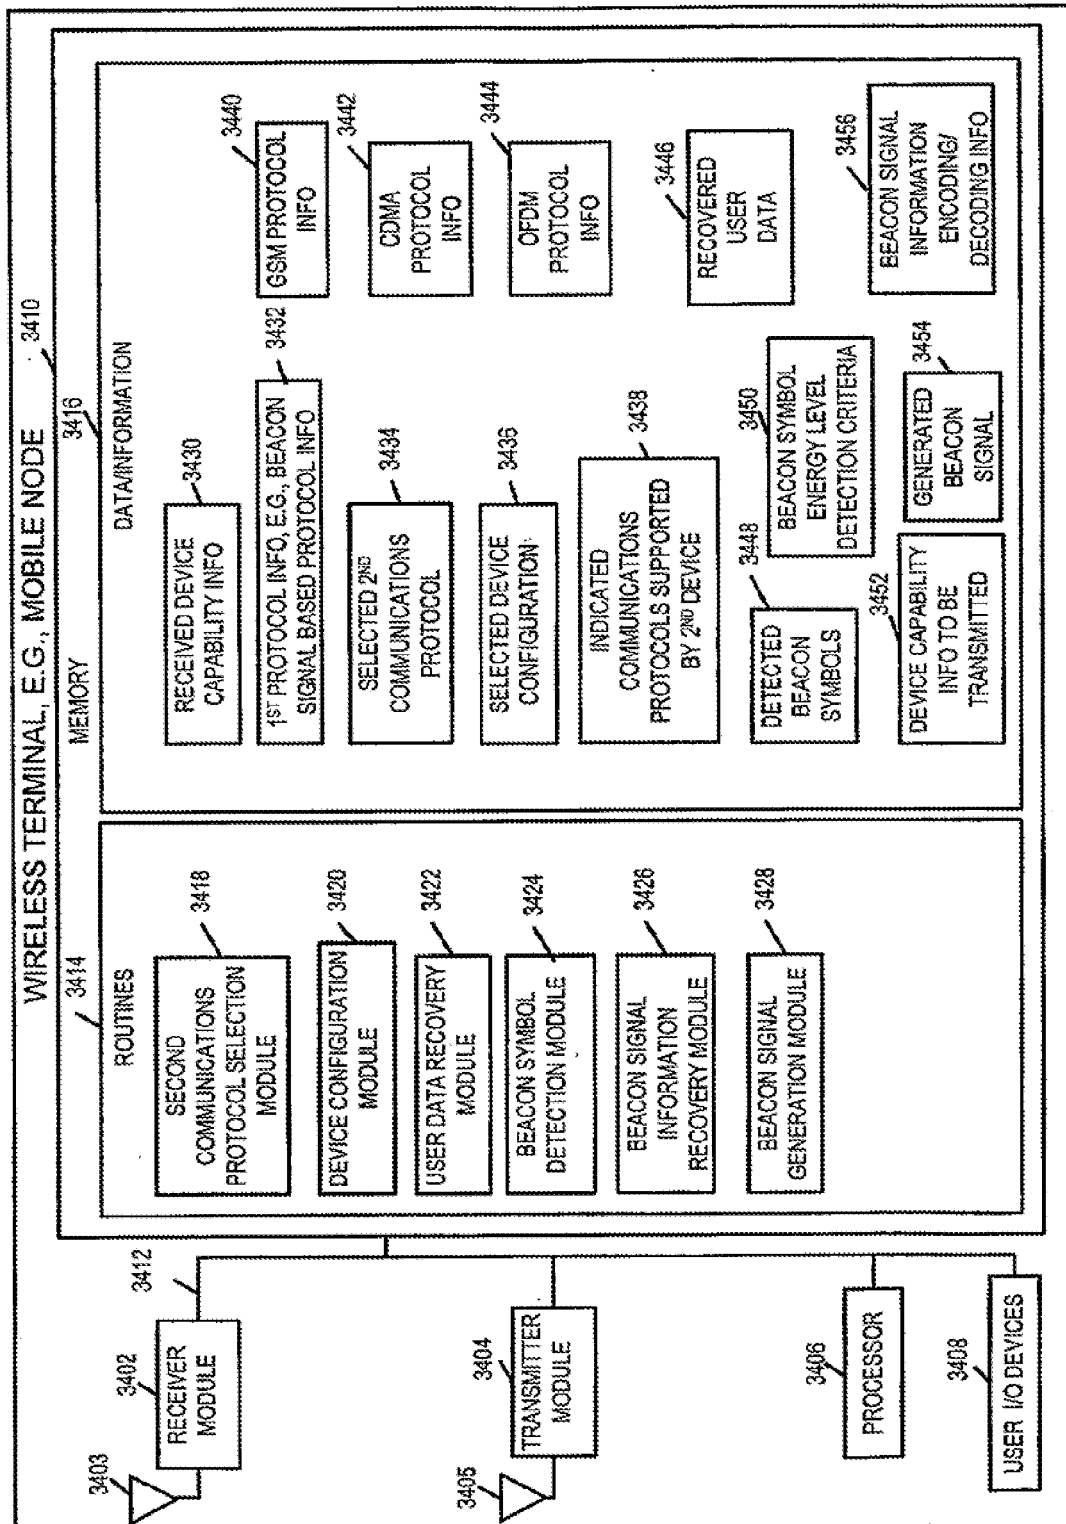 WIRELESS TERMINAL, E.G., MOBILE NODE
3410
3403
3402
RECEIVER
MODULE
3412
3405
3404
TRANSMITTER
MODULE
3406
PROCESSOR
3408
USER I/O DEVICES
MEMORY
3414
ROUTINES
3418
SECOND
COMMUNICATIONS
PROTOCOL SELECTION
MODULE
3420
DEVICE CONFIGURATION
MODULE
3422
USER DATA RECOVERY
MODULE
3424
BEACON SYMBOL
DETECTION MODULE
3426
BEACON SIGNAL
INFORMATION
RECOVERY MODULE
3428
BEACON SIGNAL
GENERATION MODULE
3416
DATA/INFORMATION
3430
RECEIVED DEVICE
CAPABILITY INFO
3432
1ST PROTOCOL INFO, E.G., BEACON
SIGNAL BASED PROTOCOL INFO
3434
SELECTED 2ND
COMMUNICATIONS
PROTOCOL
3436
SELECTED DEVICE
CONFIGURATION
3438
INDICATED
COMMUNICATIONS
PROTOCOLS SUPPORTED
BY 2ND DEVICE
3440
GSM PROTOCOL
INFO
3442
CDMA
PROTOCOL
INFO
3444
OFDM
PROTOCOL
INFO
3446
RECOVERED
USER
DATA
3448
DETECTED
BEACON
SYMBOLS
3450
BEACON SYMBOL
ENERGY LEVEL
DETECTION CRITERIA
3452
DEVICE CAPABILITY
INFO TO BE
TRANSMITTED
3454
GENERATED
BEACON
SIGNAL
3456
BEACON SIGNAL
INFORMATION
ENCODING/
DECODING INFO